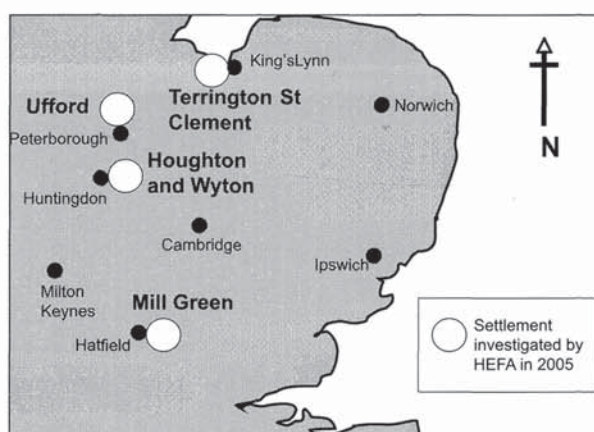 King'sLynn
Terrington St
Clement
Norwich
Ufford
Peterborough
Houghton
and Wyton
Huntingdon
Cambridge
Ipswich
Milton
Keynes
Mill Green
Hatfield
N
Settlement
investigated by
HEFA in 2005